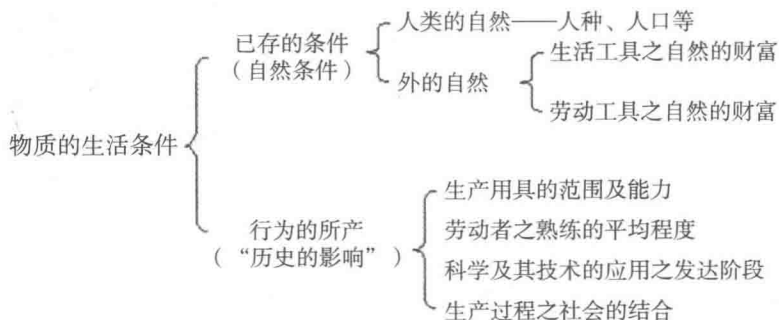 物质的生活条件
已存的条件
（自然条件）
人类的自然——人种、人口等
外的自然
生活工具之自然的财富
劳动工具之自然的财富
行为的所产
（“历史的影响”）
生产用具的范围及能力
劳动者之熟练的平均程度
科学及其技术的应用之发达阶段
生产过程之社会的结合